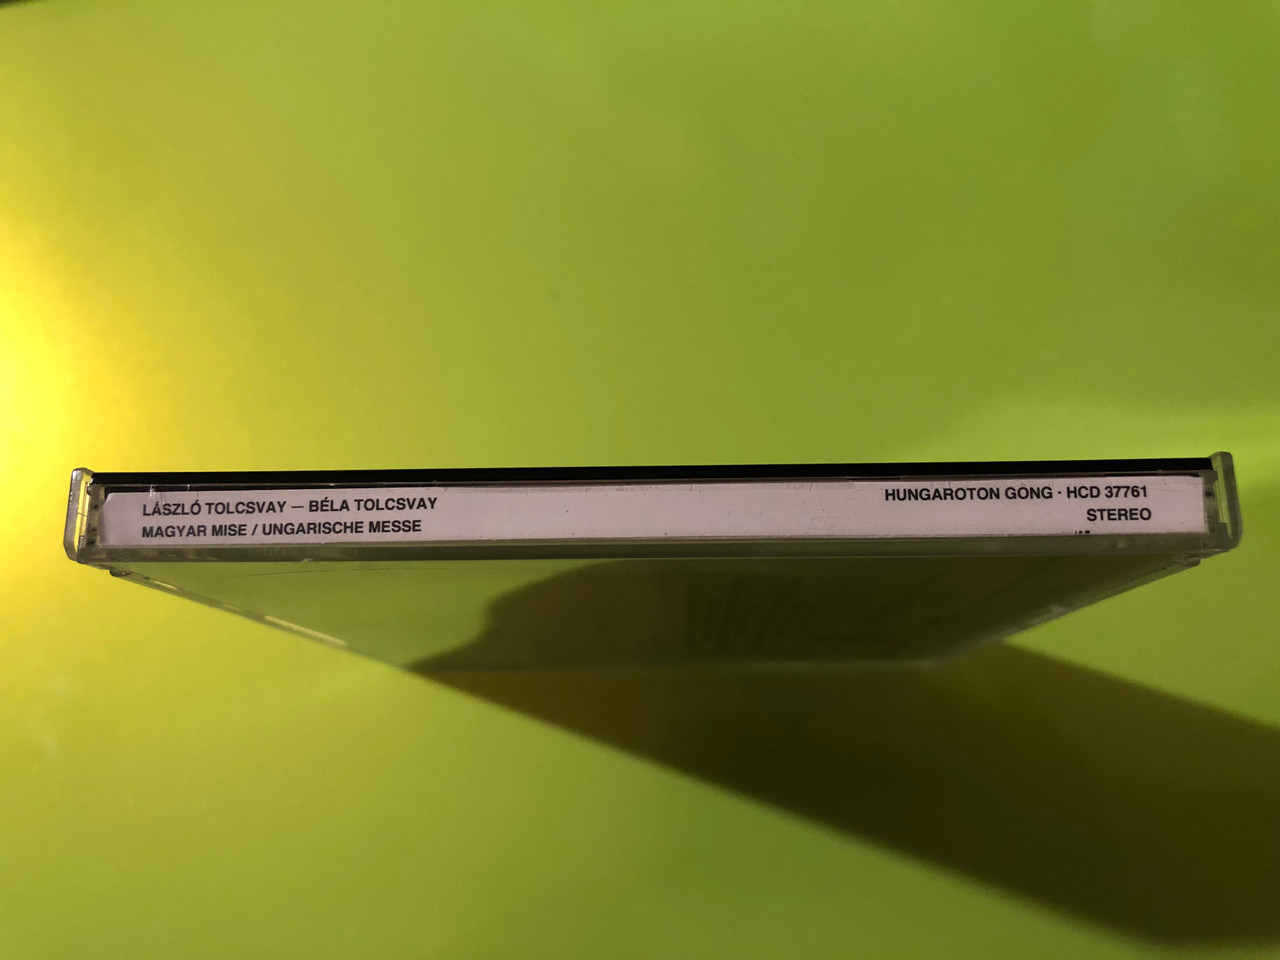 LÁSZLÓ TOLCSVAY — BÉLA TOLCSVAY
MAGYAR MISE / UNGARISCHE MESSE
HUNGAROTON GONG · HCD 37761
STEREO